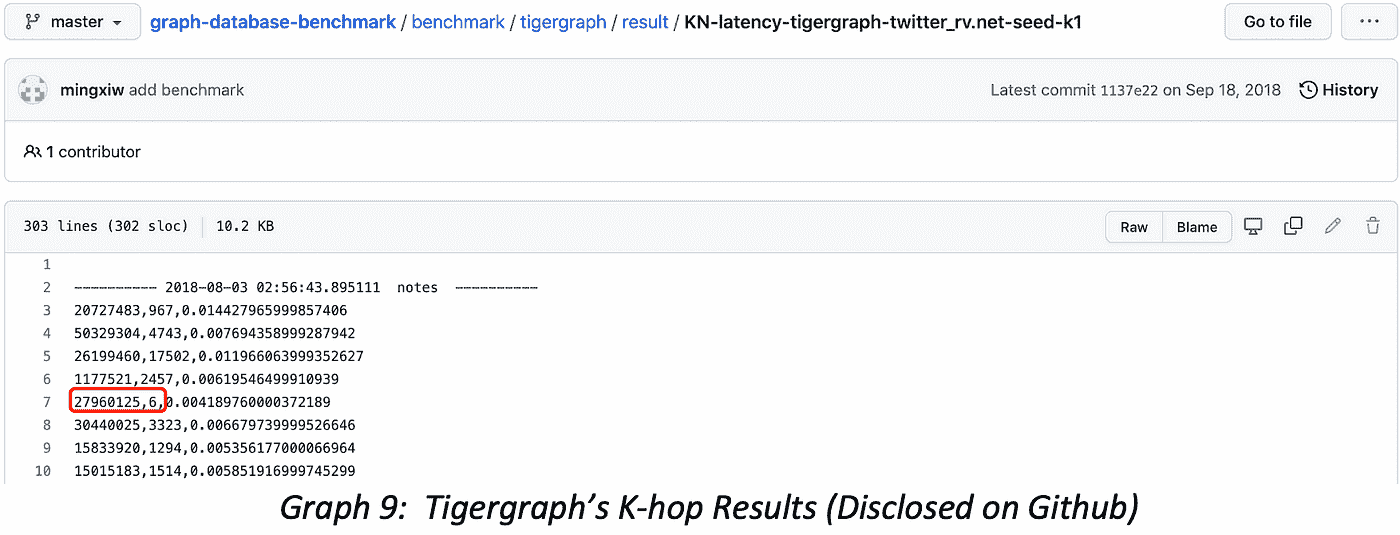 master graph-database-benchmark / benchmark / tigergraph / result / KN-latency-tigergraph-twitter_rv.net-seed-k1 Go to file ...
mingxiw add benchmark Latest commit 1137e22 on Sep 18, 2018 History
1 contributor
303 lines (302 sloc) 10.2 KB Raw Blame
1
2 ---------- 2018-08-03 02:56:43.895111 notes ----------
3 20727483,967,0.014427965999857406
4 50329304,4743,0.007694358999287942
5 26199460,17502,0.011966063999352627
6 1177521,2457,0.00619546499910939
7 27960125,6,0.004189760000372189
8 30440025,3323,0.006679739999526646
9 15833920,1294,0.005356177000066964
10 15015183,1514,0.005851916999745299
Graph 9: Tigergraph's K-hop Results (Disclosed on Github)